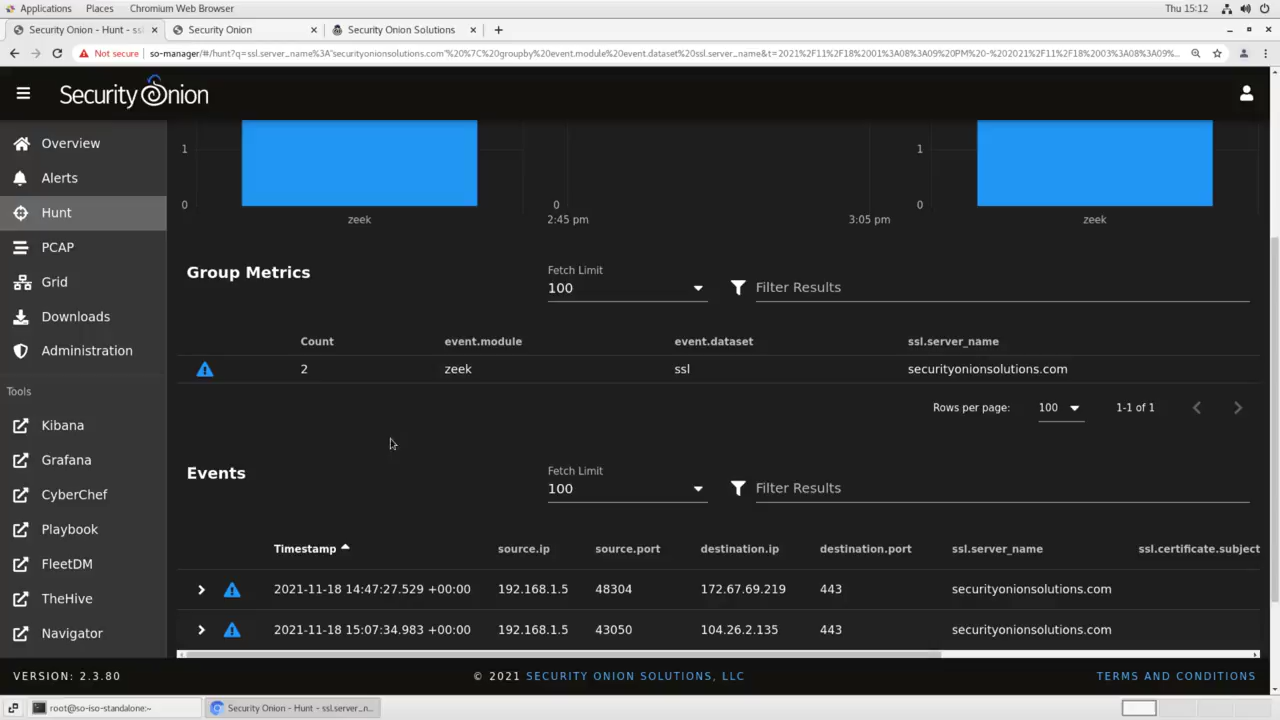 Applications Places Chromium Web Browser Thu 15:12
Security Onion - Hunt - ssl Security Onion Security Onion Solutions
Not secure so-manager/#/hunt?q=ssl.server_name%3A"securityonionsolutions.com"%20%7C%20groupby%20event.module%20event.dataset%20ssl.server_name&t=2021%2F11%2F18%2001%3A08%3A09%20PM%20-%202021%2F11%2F18%2003%3A08%3A09%...
Security Onion
Overview
Alerts
Hunt
PCAP
Grid
Downloads
Administration
Tools
Kibana
Grafana
CyberChef
Playbook
FleetDM
TheHive
Navigator
1 1
0 0 0
zeek 2:45 pm 3:05 pm zeek
Group Metrics
Fetch Limit
100
Filter Results
Count event.module event.dataset ssl.server_name
2 zeek ssl securityonionsolutions.com
Rows per page: 100 1-1 of 1
Events
Fetch Limit
100
Filter Results
Timestamp source.ip source.port destination.ip destination.port ssl.server_name ssl.certificate.subject
2021-11-18 14:47:27.529 +00:00 192.168.1.5 48304 172.67.69.219 443 securityonionsolutions.com
2021-11-18 15:07:34.983 +00:00 192.168.1.5 43050 104.26.2.135 443 securityonionsolutions.com
VERSION: 2.3.80 © 2021 SECURITY ONION SOLUTIONS, LLC TERMS AND CONDITIONS
root@so-iso-standalone:~ Security Onion - Hunt - ssl.server_n...